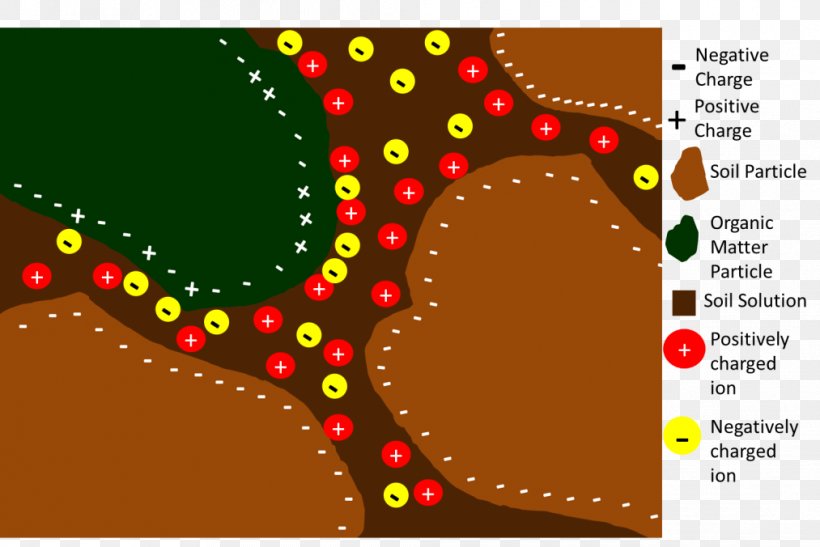 Negative
Charge
Positive
Charge
Soil Particle
Organic
Matter
Particle
Soil Solution
Positively
charged
ion
Negatively
charged
ion